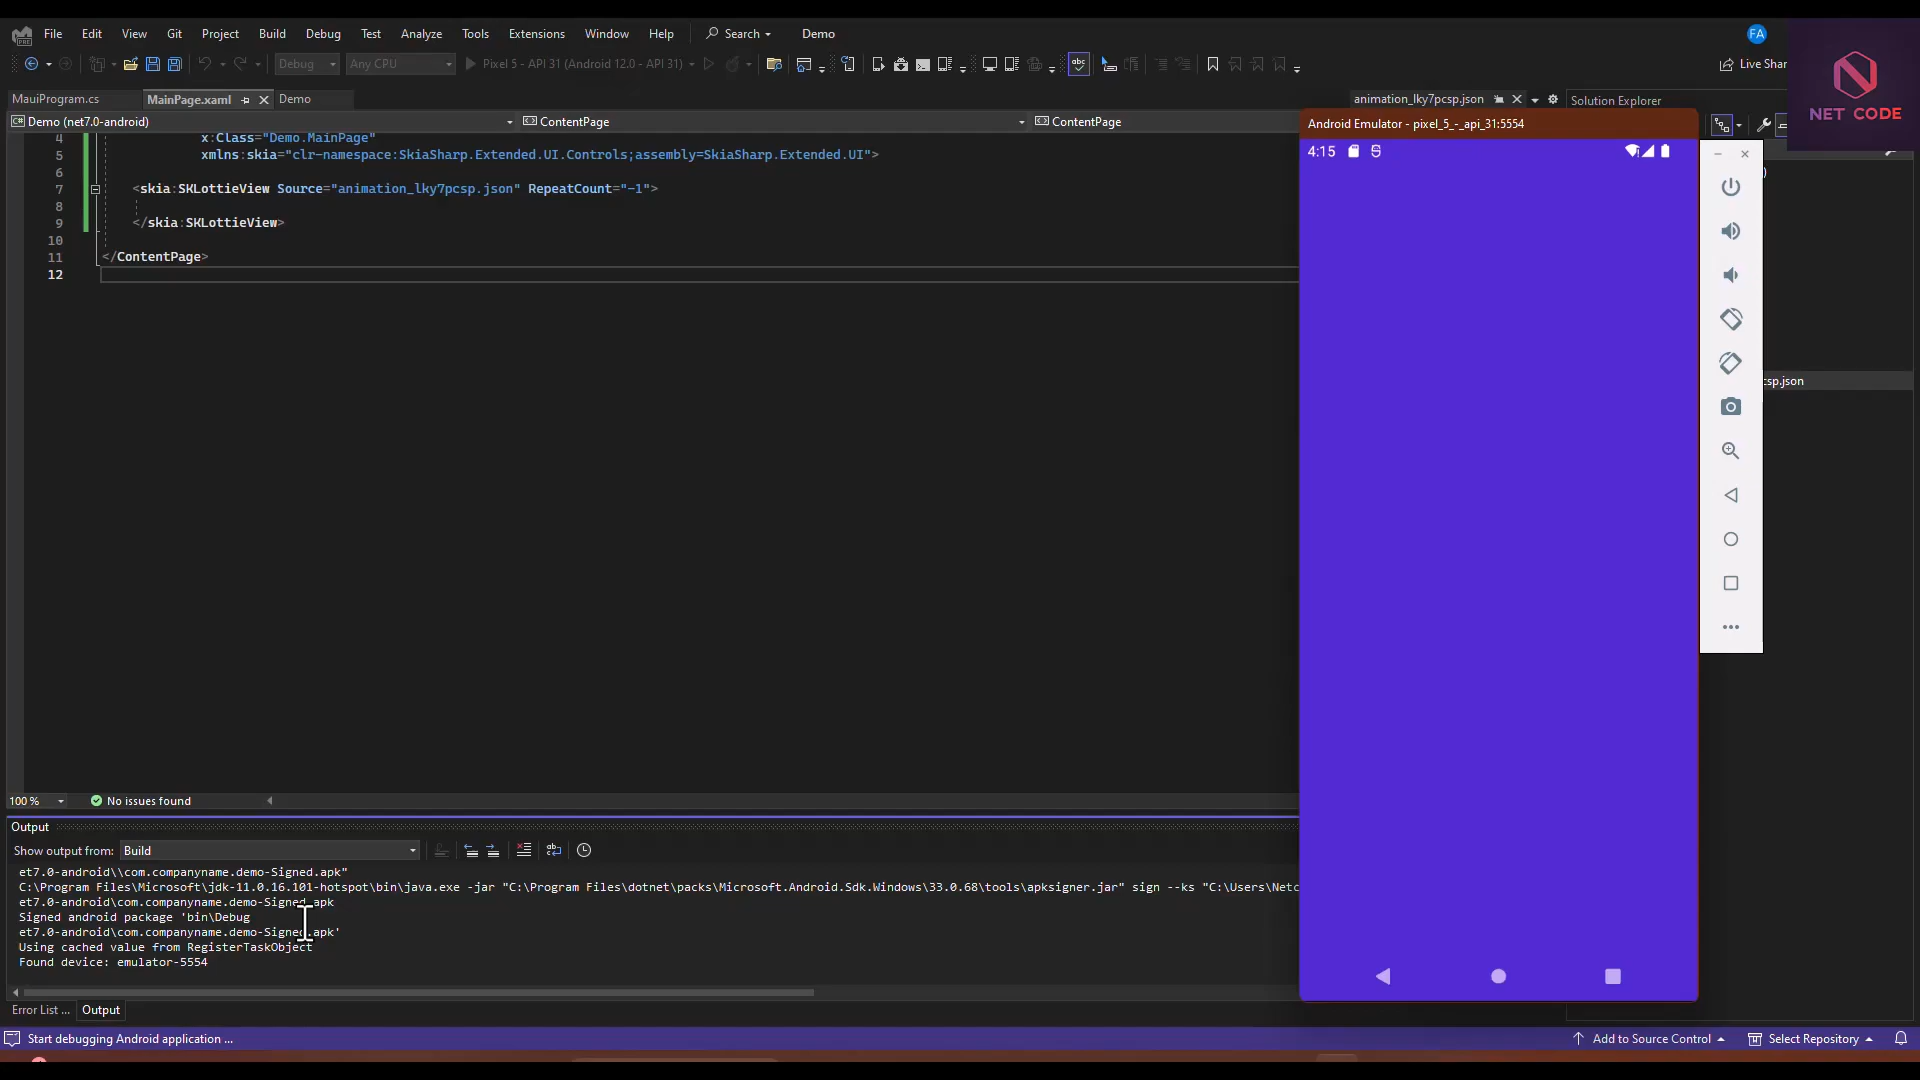 File Edit View Git Project Build Debug Test Analyze Tools Extensions Window Help Search Demo
FA
Debug Any CPU Pixel 5 - API 31 (Android 12.0 - API 31)
abc
Live Shar
NET CODE
MauiProgram.cs MainPage.xaml Demo
animation_lky7pcsp.json
Solution Explorer
Demo (net7.0-android) ContentPage ContentPage
4 x:Class="Demo.MainPage"
5 xmlns:skia="clr-namespace:SkiaSharp.Extended.UI.Controls;assembly=SkiaSharp.Extended.UI">
6
7 <skia:SKLottieView Source="animation_lky7pcsp.json" RepeatCount="-1">
8
9 </skia:SKLottieView>
10
11 </ContentPage>
12
Android Emulator - pixel_5_-_api_31:5554
4:15
)
csp.json
100 % No issues found
Output
Show output from: Build
et7.0-android\\com.companyname.demo-Signed.apk"
C:\Program Files\Microsoft\jdk-11.0.16.101-hotspot\bin\java.exe -jar "C:\Program Files\dotnet\packs\Microsoft.Android.Sdk.Windows\33.0.68\tools\apksigner.jar" sign --ks "C:\Users\Netc
et7.0-android\com.companyname.demo-Signed.apk
Signed android package 'bin\Debug
et7.0-android\com.companyname.demo-Signed.apk'
Using cached value from RegisterTaskObject
Found device: emulator-5554
Error List ... Output
Start debugging Android application ...
Add to Source Control Select Repository